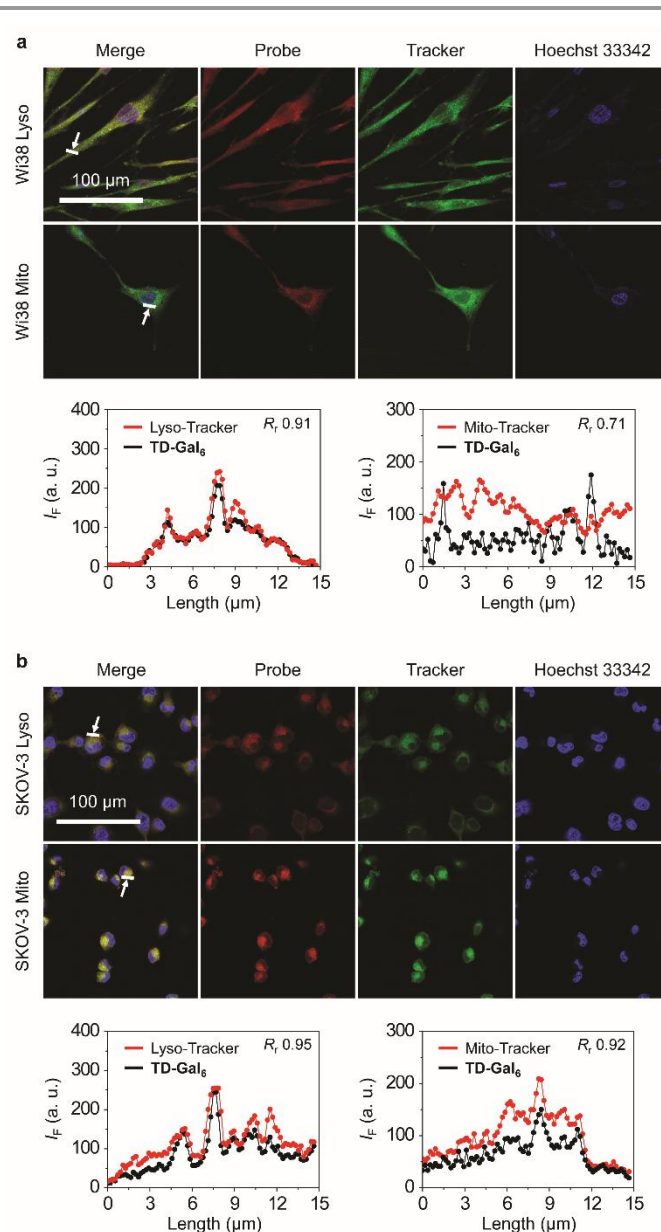 a
Merge Probe Tracker Hoechst 33342
Wi38 Lyso
100 µm
Wi38 Mito
400
300
200
100
0
I_F (a. u.)
Lyso-Tracker R_r 0.91
TD-Gal₆
0 3 6 9 12 15
Length (µm)
300
200
100
0
I_F (a. u.)
Mito-Tracker R_r 0.71
TD-Gal₆
0 3 6 9 12 15
Length (µm)
b
Merge Probe Tracker Hoechst 33342
SKOV-3 Lyso
100 µm
SKOV-3 Mito
400
300
200
100
0
I_F (a. u.)
Lyso-Tracker R_r 0.95
TD-Gal₆
0 3 6 9 12 15
Length (µm)
300
200
100
0
I_F (a. u.)
Mito-Tracker R_r 0.92
TD-Gal₆
0 3 6 9 12 15
Length (µm)